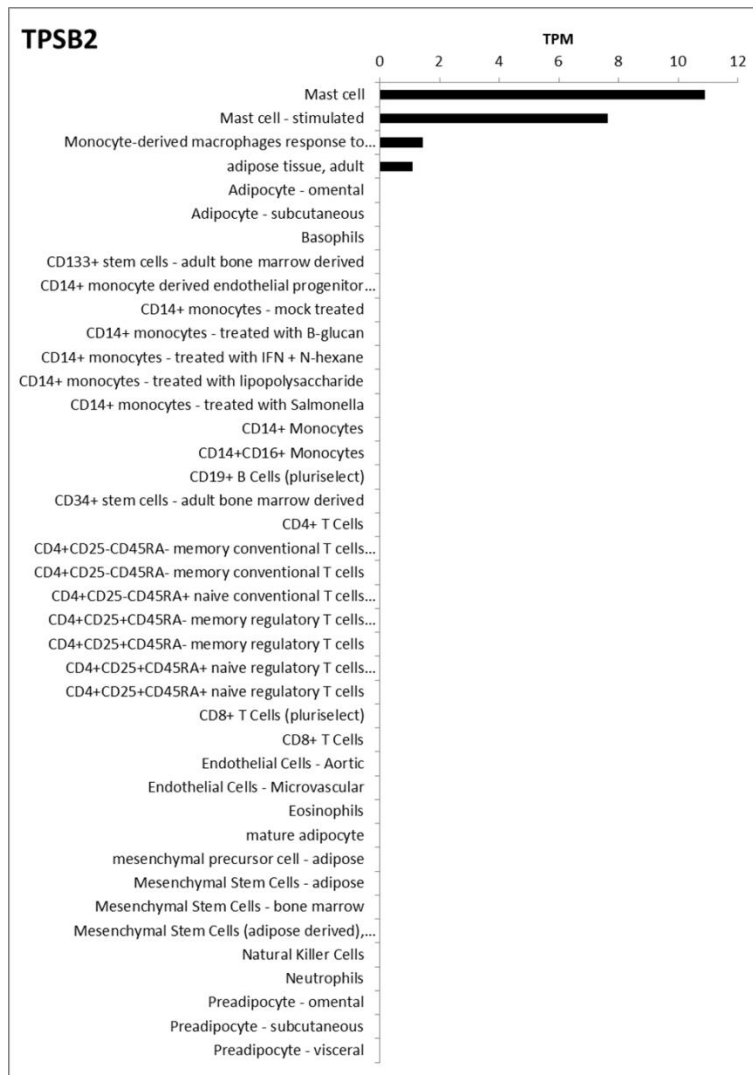 TPSB2
TPM
0 2 4 6 8 10 12
Mast cell
Mast cell - stimulated
Monocyte-derived macrophages response to...
adipose tissue, adult
Adipocyte - omental
Adipocyte - subcutaneous
Basophils
CD133+ stem cells - adult bone marrow derived
CD14+ monocyte derived endothelial progenitor...
CD14+ monocytes - mock treated
CD14+ monocytes - treated with B-glucan
CD14+ monocytes - treated with IFN + N-hexane
CD14+ monocytes - treated with lipopolysaccharide
CD14+ monocytes - treated with Salmonella
CD14+ Monocytes
CD14+CD16+ Monocytes
CD19+ B Cells (pluriselect)
CD34+ stem cells - adult bone marrow derived
CD4+ T Cells
CD4+CD25-CD45RA- memory conventional T cells...
CD4+CD25-CD45RA- memory conventional T cells
CD4+CD25-CD45RA+ naive conventional T cells...
CD4+CD25+CD45RA- memory regulatory T cells...
CD4+CD25+CD45RA- memory regulatory T cells
CD4+CD25+CD45RA+ naive regulatory T cells...
CD4+CD25+CD45RA+ naive regulatory T cells
CD8+ T Cells (pluriselect)
CD8+ T Cells
Endothelial Cells - Aortic
Endothelial Cells - Microvascular
Eosinophils
mature adipocyte
mesenchymal precursor cell - adipose
Mesenchymal Stem Cells - adipose
Mesenchymal Stem Cells - bone marrow
Mesenchymal Stem Cells (adipose derived),...
Natural Killer Cells
Neutrophils
Preadipocyte - omental
Preadipocyte - subcutaneous
Preadipocyte - visceral